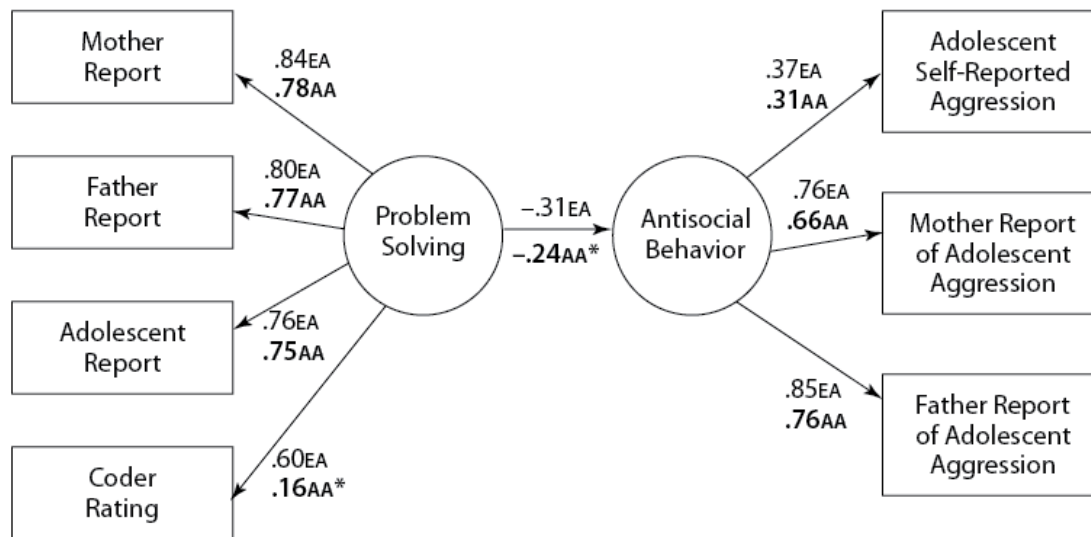 Mother
Report
.84EA
.78AA
Father
Report
.80EA
.77AA
Adolescent
Report
.76EA
.75AA
Coder
Rating
.60EA
.16AA*
Problem
Solving
–.31EA
–.24AA*
Antisocial
Behavior
.37EA
.31AA
Adolescent
Self-Reported
Aggression
.76EA
.66AA
Mother Report
of Adolescent
Aggression
.85EA
.76AA
Father Report
of Adolescent
Aggression